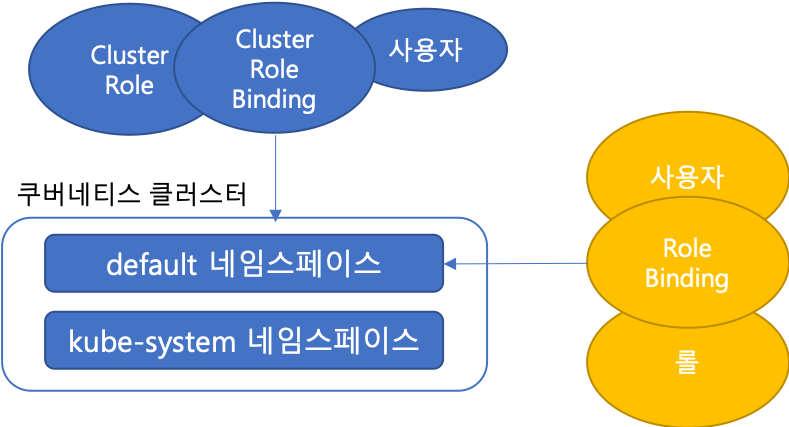 Cluster
Role
Cluster
Role
Binding
사용자
쿠버네티스 클러스터
default 네임스페이스
kube-system 네임스페이스
사용자
Role
Binding
롤